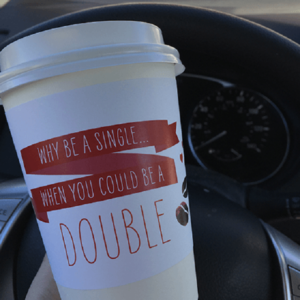 WHY BE A SINGLE...
WHEN YOU COULD BE A
DOUBLE